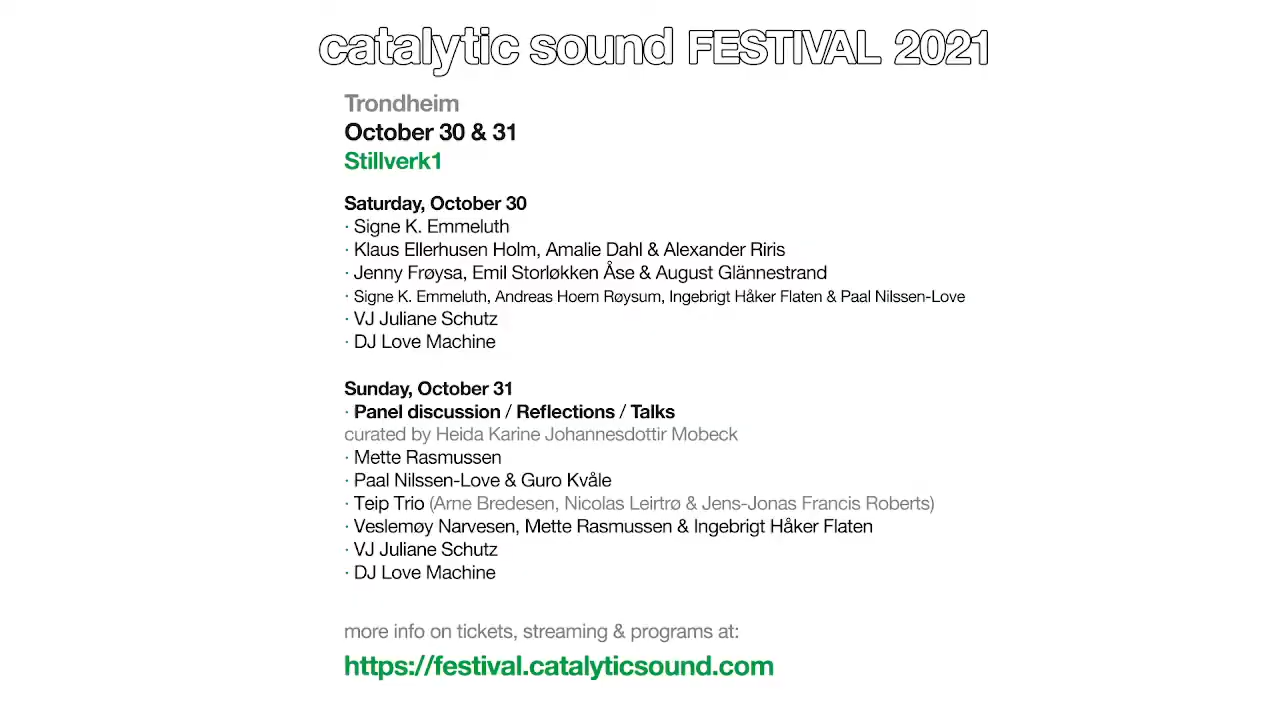 catalytic sound FESTIVAL 2021
Trondheim
October 30 & 31
Stillverk1
Saturday, October 30
· Signe K. Emmeluth
· Klaus Ellerhusen Holm, Amalie Dahl & Alexander Riris
· Jenny Frøysa, Emil Storløkken Åse & August Glännestrand
· Signe K. Emmeluth, Andreas Hoem Røysum, Ingebrigt Håker Flaten & Paal Nilssen-Love
· VJ Juliane Schutz
· DJ Love Machine
Sunday, October 31
· Panel discussion / Reflections / Talks
curated by Heida Karine Johannesdottir Mobeck
· Mette Rasmussen
· Paal Nilssen-Love & Guro Kvåle
· Teip Trio (Arne Bredesen, Nicolas Leirtrø & Jens-Jonas Francis Roberts)
· Veslemøy Narvesen, Mette Rasmussen & Ingebrigt Håker Flaten
· VJ Juliane Schutz
· DJ Love Machine
more info on tickets, streaming & programs at:
https://festival.catalyticsound.com